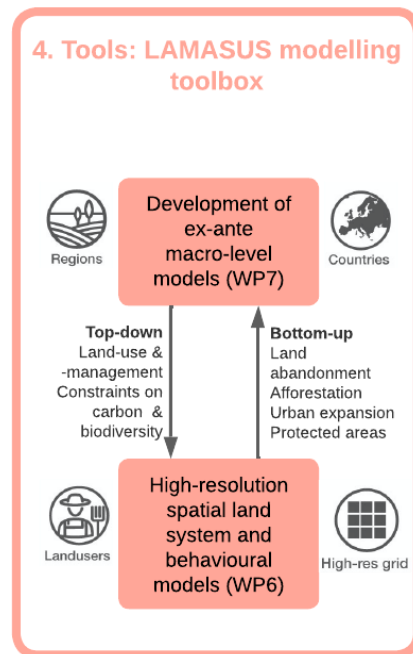 4. Tools: LAMASUS modelling
toolbox
Development of
ex-ante
macro-level
models (WP7)
Regions
Countries
Top-down
Land-use &
-management
Constraints on
carbon &
biodiversity
Bottom-up
Land
abandonment
Afforestation
Urban expansion
Protected areas
High-resolution
spatial land
system and
behavioural
models (WP6)
Landusers
High-res grid